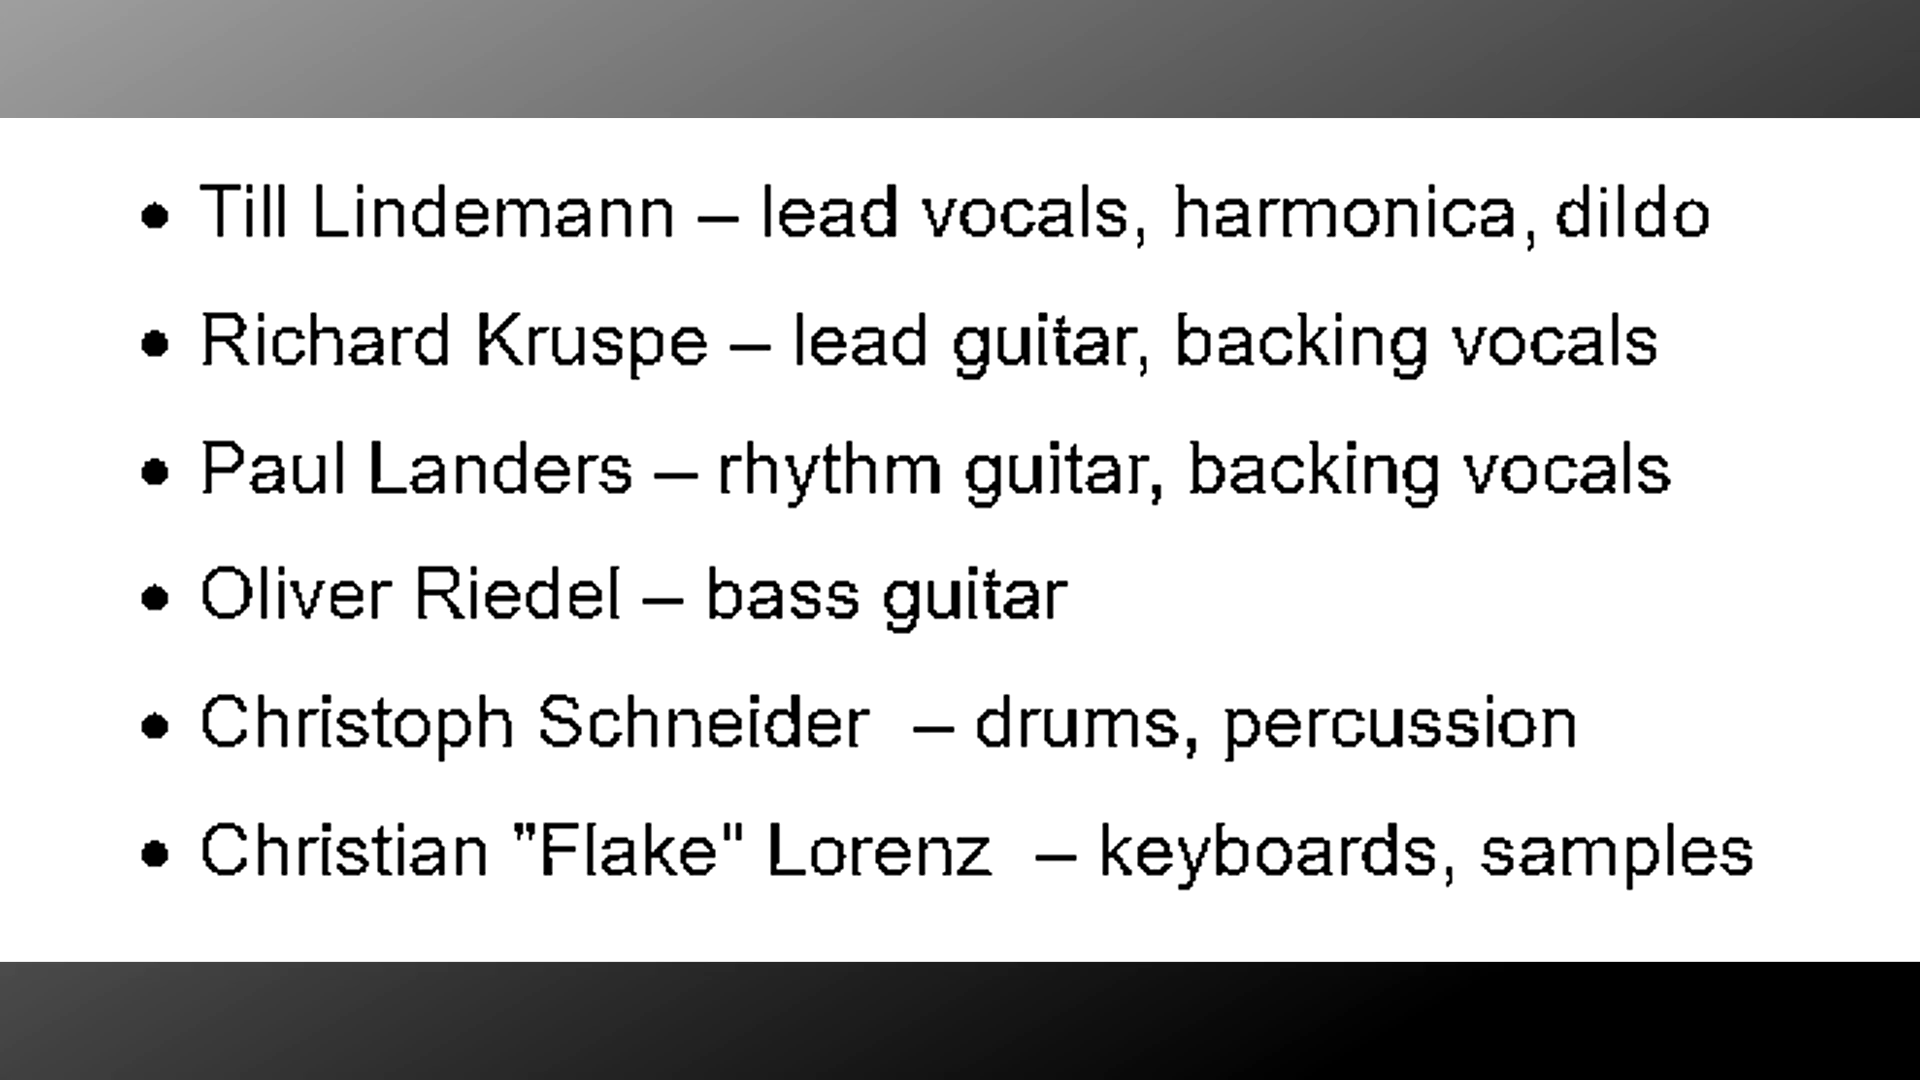 • Till Lindemann – lead vocals, harmonica, dildo
• Richard Kruspe – lead guitar, backing vocals
• Paul Landers – rhythm guitar, backing vocals
• Oliver Riedel – bass guitar
• Christoph Schneider – drums, percussion
• Christian "Flake" Lorenz – keyboards, samples